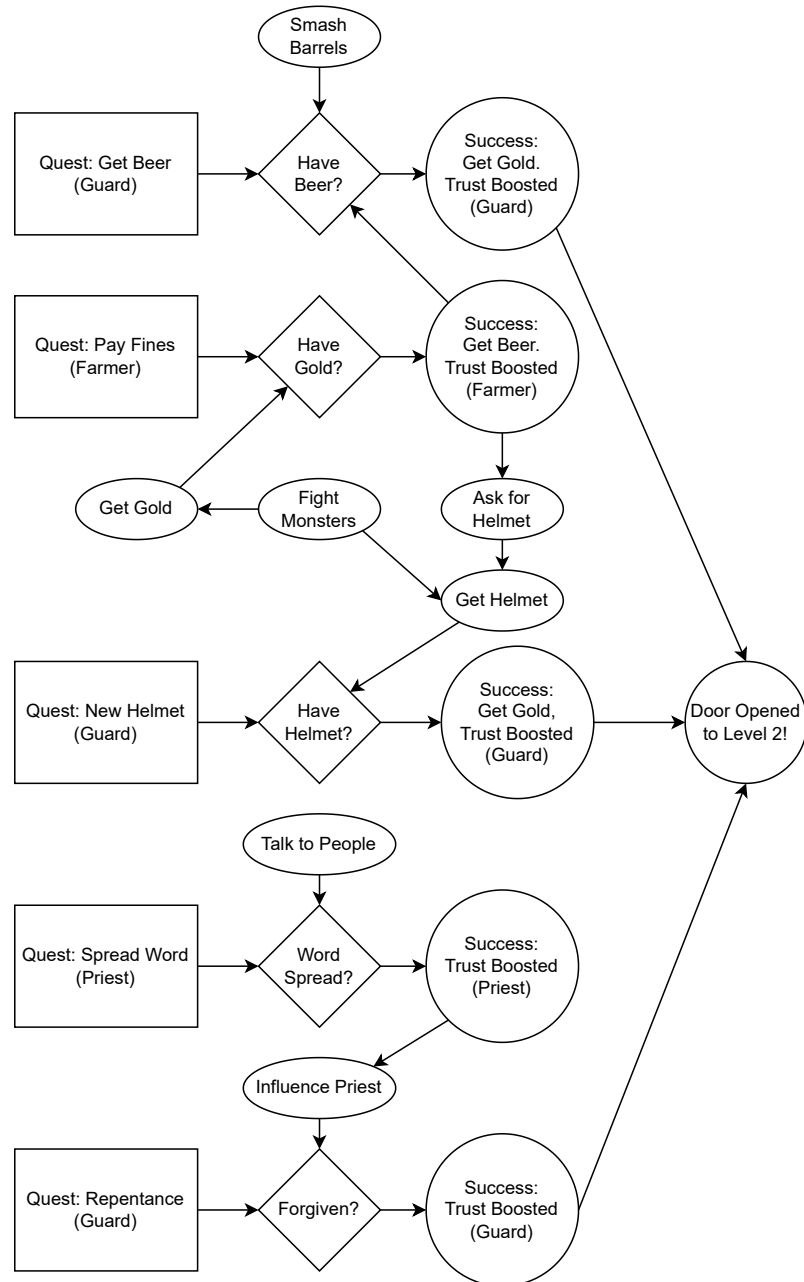 Smash
Barrels
Quest: Get Beer
(Guard)
Have
Beer?
Success:
Get Gold.
Trust Boosted
(Guard)
Quest: Pay Fines
(Farmer)
Have
Gold?
Success:
Get Beer.
Trust Boosted
(Farmer)
Get Gold
Fight
Monsters
Ask for
Helmet
Get Helmet
Quest: New Helmet
(Guard)
Have
Helmet?
Success:
Get Gold,
Trust Boosted
(Guard)
Door Opened
to Level 2!
Talk to People
Quest: Spread Word
(Priest)
Word
Spread?
Success:
Trust Boosted
(Priest)
Influence Priest
Quest: Repentance
(Guard)
Forgiven?
Success:
Trust Boosted
(Guard)